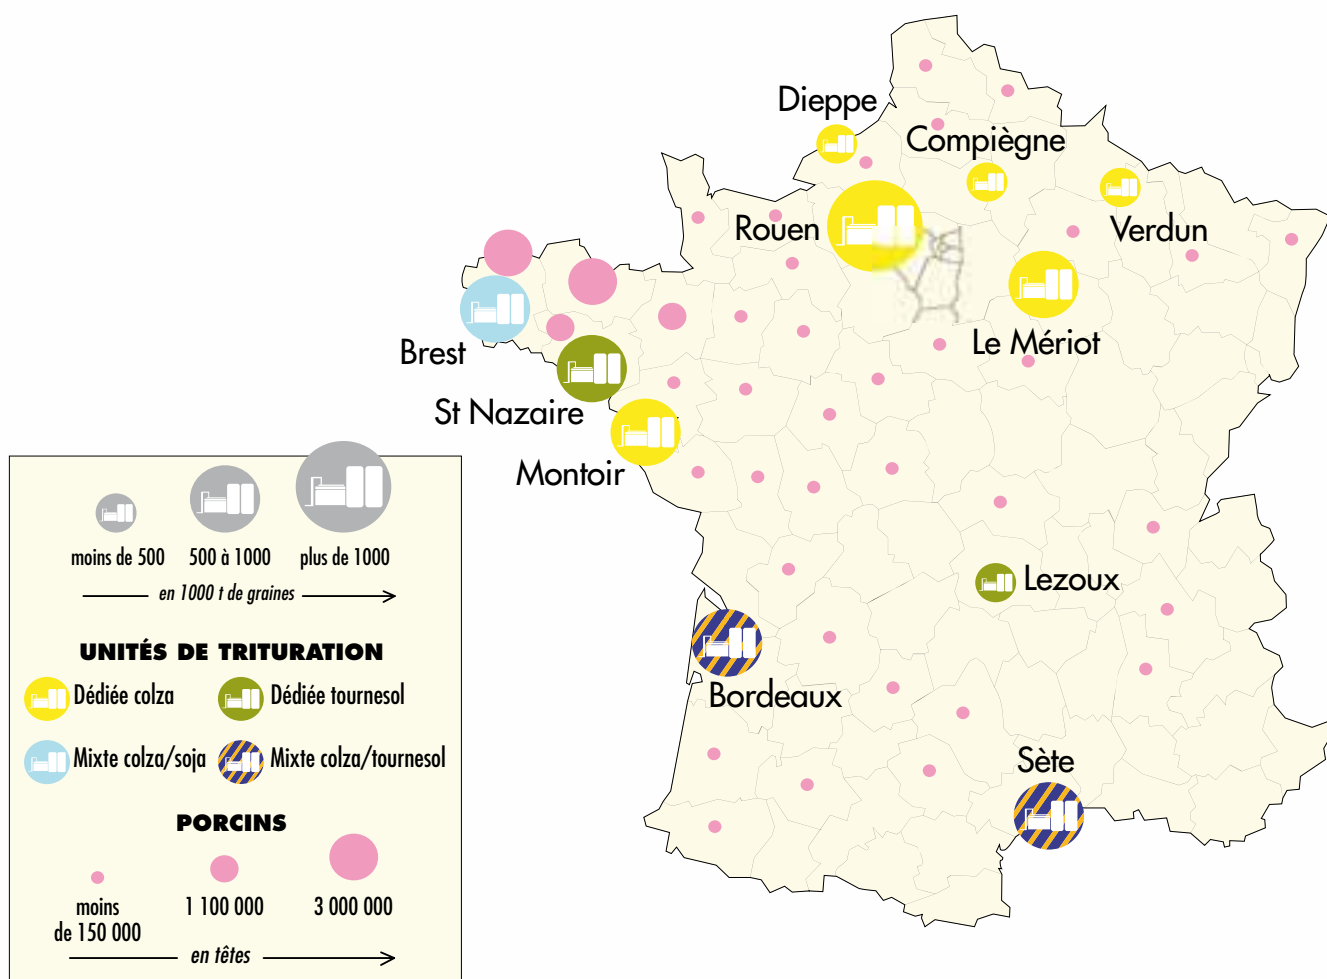 Dieppe
Compiègne
Rouen
Verdun
Le Mériot
Brest
St Nazaire
Montoir
Lezoux
Bordeaux
Sète
moins de 500
500 à 1000
plus de 1000
en 1000 t de graines
UNITÉS DE TRITURATION
Dédiée colza
Dédiée tournesol
Mixte colza/soja
Mixte colza/tournesol
PORCINS
moins
de 150 000
1 100 000
3 000 000
en têtes